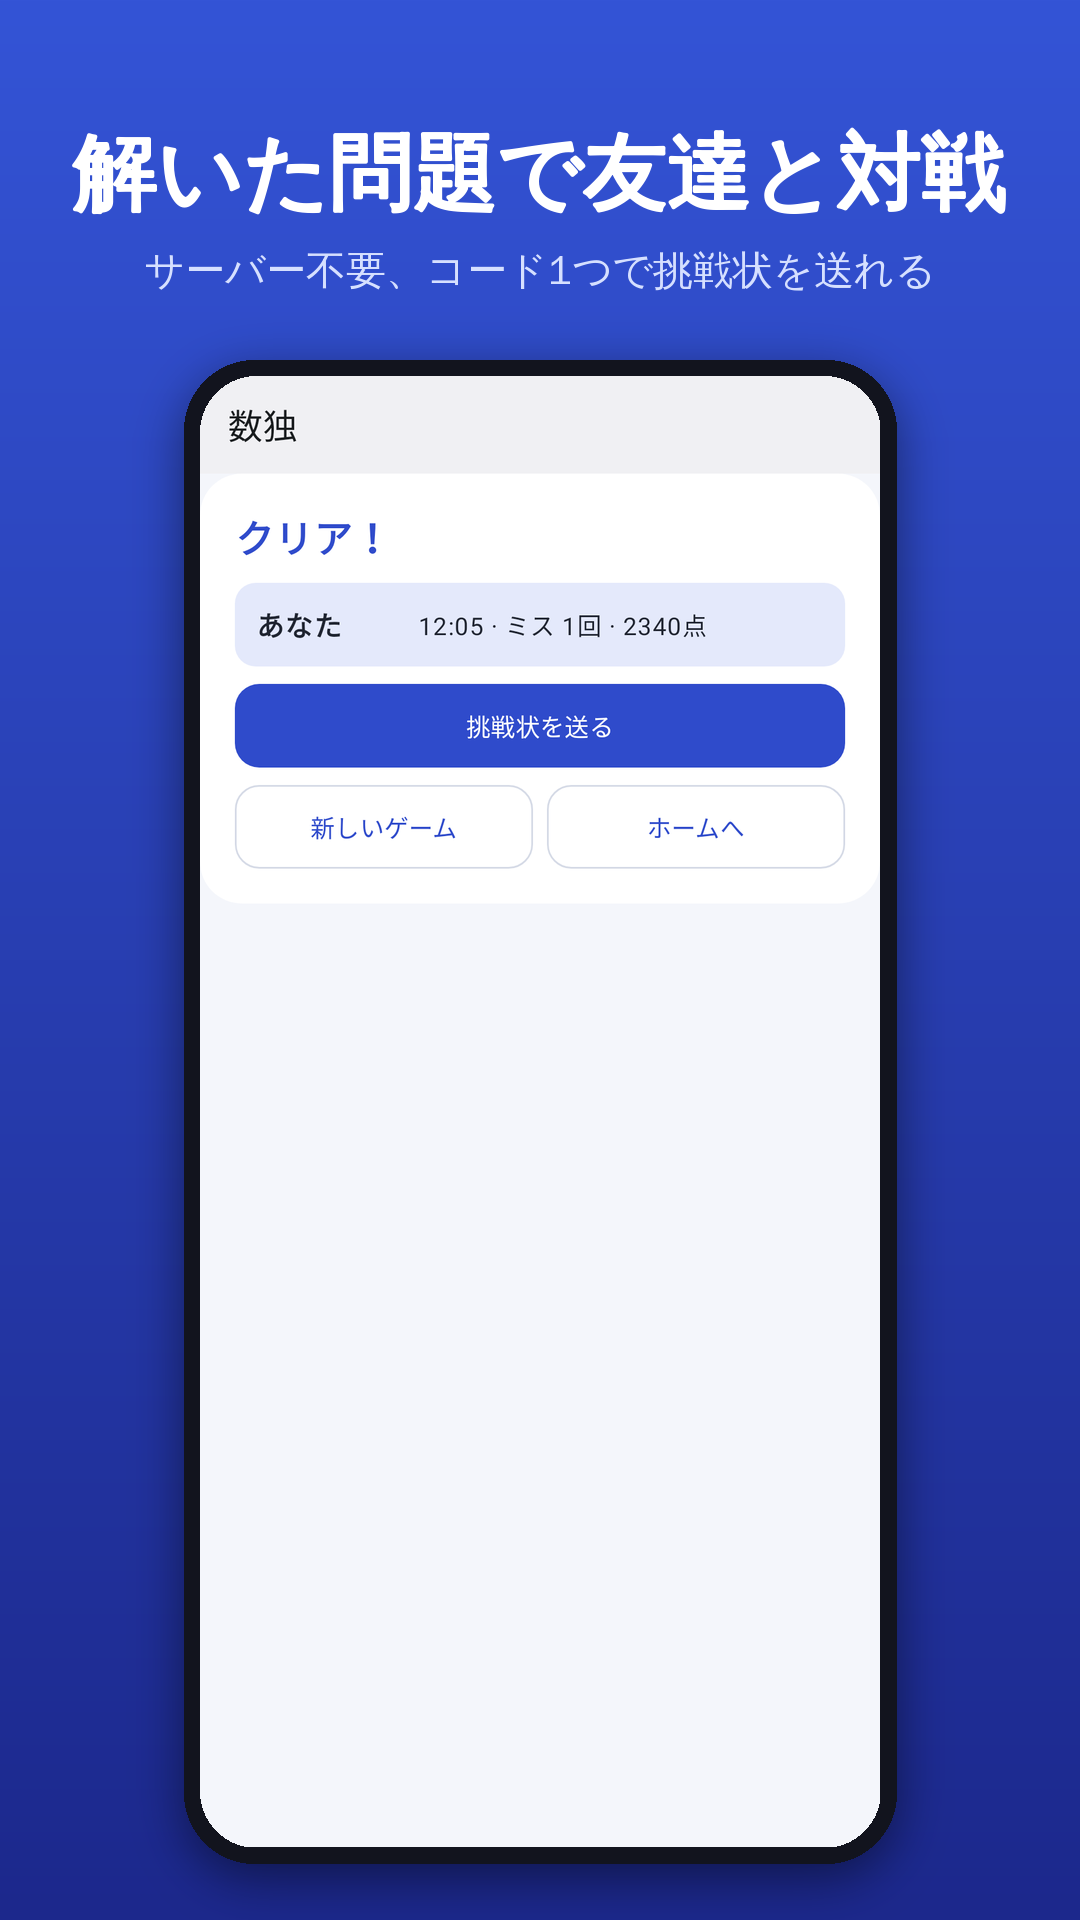 解いた問題で友達と対戦
サーバー不要、コード1つで挑戦状を送れる
数独
クリア！
あなた 12:05 · ミス 1回 · 2340点
挑戦状を送る
新しいゲーム ホームへ